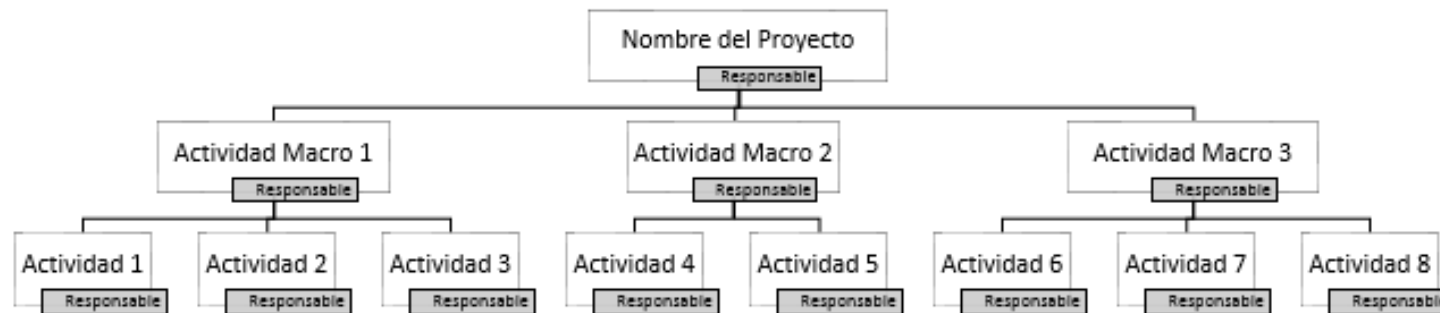 Nombre del Proyecto
Responsable
Actividad Macro 1
Actividad Macro 2
Actividad Macro 3
Responsable
Responsable
Responsable
Actividad 1
Actividad 2
Actividad 3
Actividad 4
Actividad 5
Actividad 6
Actividad 7
Actividad 8
Responsable
Responsable
Responsable
Responsable
Responsable
Responsable
Responsable
Responsable